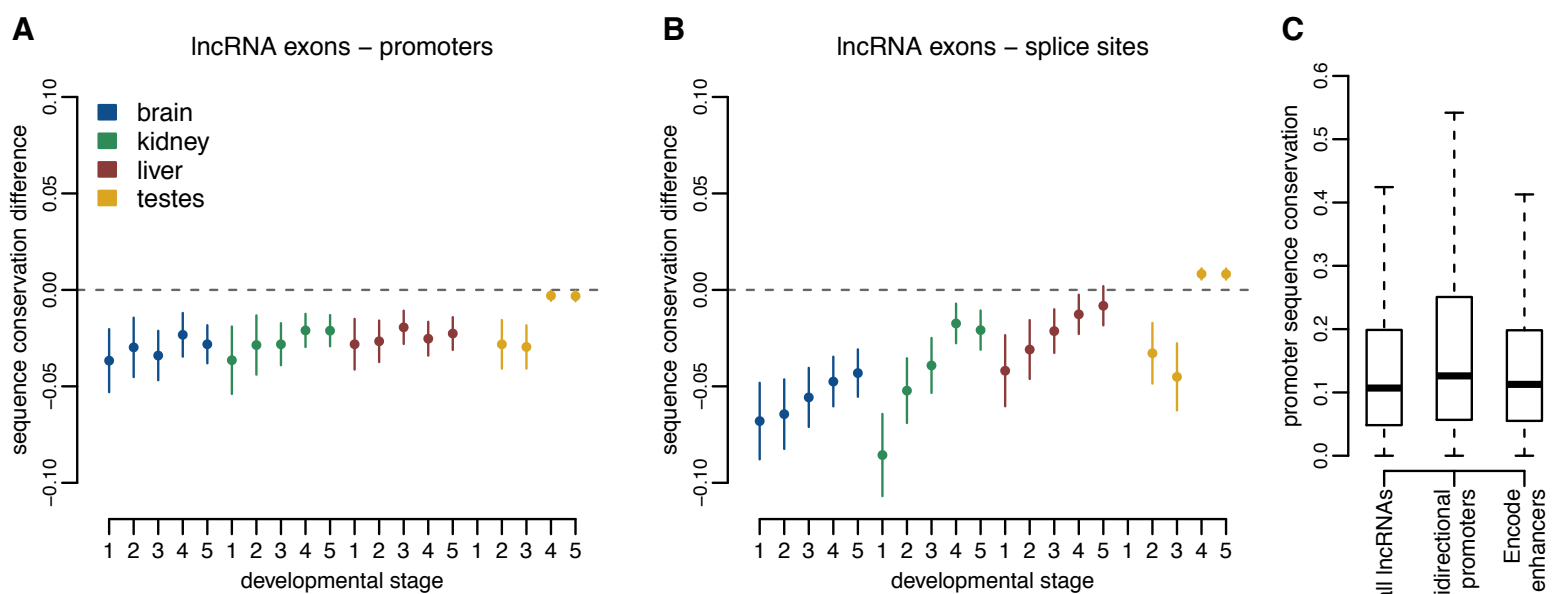 A
lncRNA exons – promoters
sequence conservation difference
0.10
0.05
0.00
−0.05
−0.10
brain
kidney
liver
testes
1 2 3 4 5 1 2 3 4 5 1 2 3 4 5 1 2 3 4 5
developmental stage
B
lncRNA exons – splice sites
sequence conservation difference
0.10
0.05
0.00
−0.05
−0.10
1 2 3 4 5 1 2 3 4 5 1 2 3 4 5 1 2 3 4 5
developmental stage
C
promoter sequence conservation
0.6
0.5
0.4
0.3
0.2
0.1
0.0
lncRNAs
promoters
Encode
enhancers